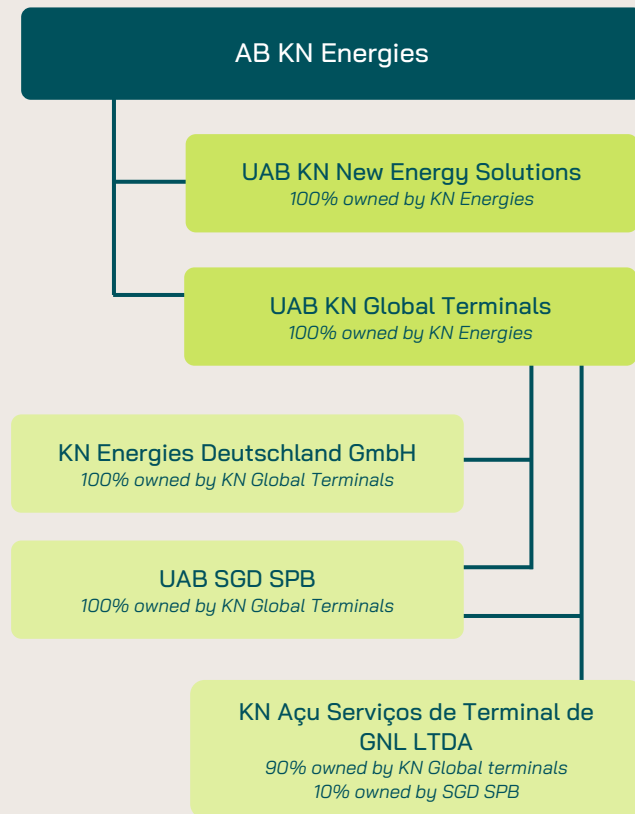 AB KN Energies
UAB KN New Energy Solutions
100% owned by KN Energies
UAB KN Global Terminals
100% owned by KN Energies
KN Energies Deutschland GmbH
100% owned by KN Global Terminals
UAB SGD SPB
100% owned by KN Global Terminals
KN Açu Serviços de Terminal de
GNL LTDA
90% owned by KN Global terminals
10% owned by SGD SPB